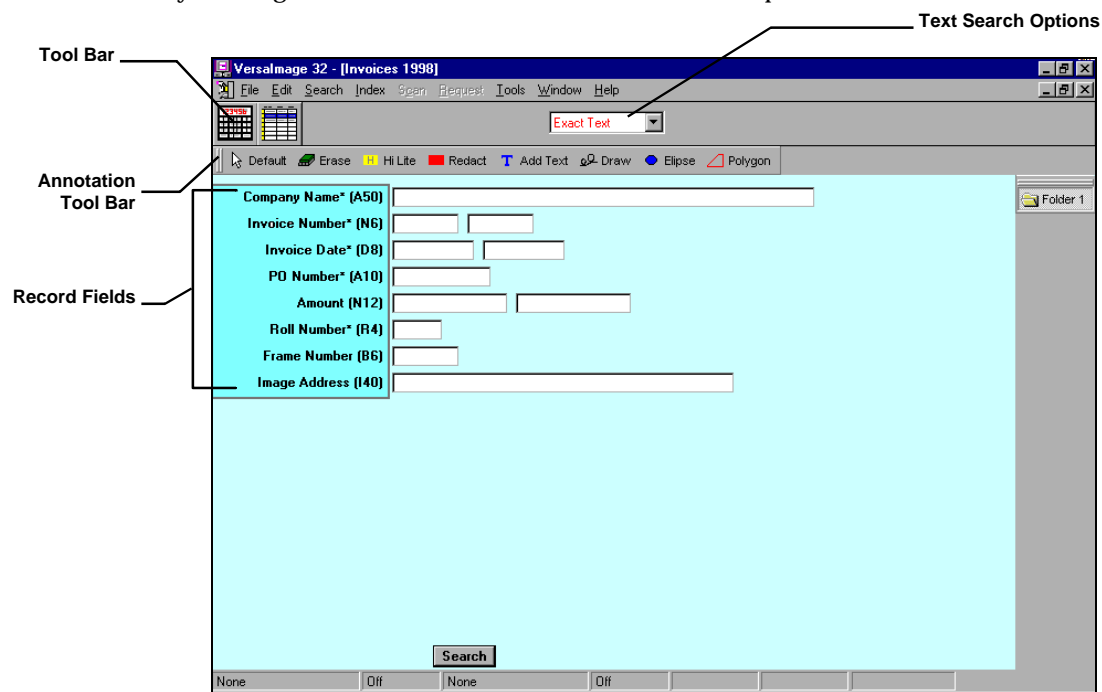 Text Search Options
Tool Bar
VersaImage 32 - [Invoices 1998]
File Edit Search Index Scan Request Tools Window Help
123456
Exact Text
Default Erase H Hi Lite Redact T Add Text Draw Elipse Polygon
Annotation
Tool Bar
Company Name* (A50)
Folder 1
Invoice Number* (N6)
Invoice Date* (D8)
PO Number* (A10)
Record Fields
Amount (N12)
Roll Number* (R4)
Frame Number (B6)
Image Address (I40)
Search
None Off None Off